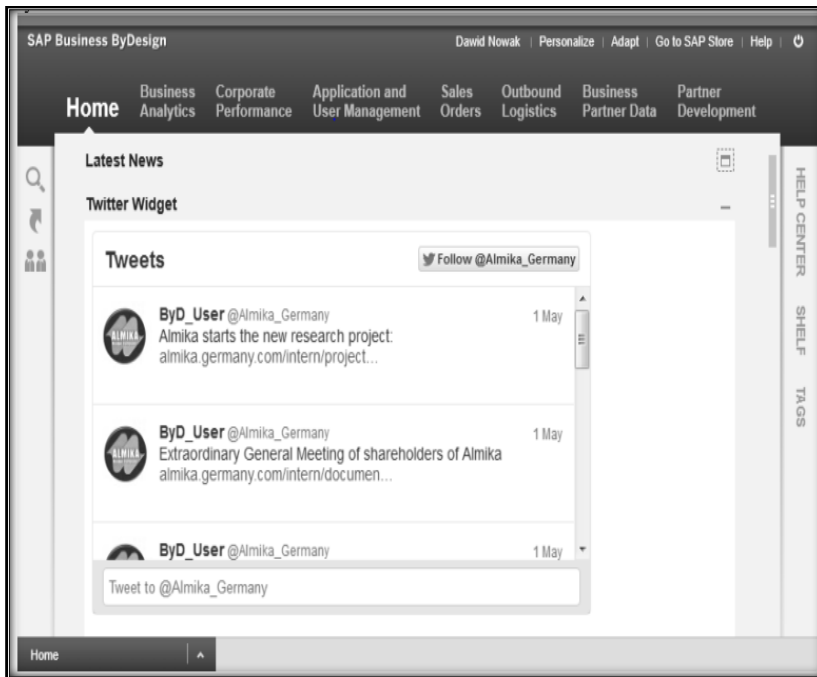 SAP Business ByDesign
Dawid Nowak | Personalize | Adapt | Go to SAP Store | Help |
Home
Business Analytics
Corporate Performance
Application and User Management
Sales Orders
Outbound Logistics
Business Partner Data
Partner Development
Latest News
Twitter Widget
Tweets
Follow @Almika_Germany
ALMIKA
ByD_User @Almika_Germany 1 May
Almika starts the new research project:
almika.germany.com/intern/project...
ALMIKA
ByD_User @Almika_Germany 1 May
Extraordinary General Meeting of shareholders of Almika
almika.germany.com/intern/documen...
ByD_User @Almika_Germany 1 May
Tweet to @Almika_Germany
HELP CENTER
SHELF
TAGS
Home